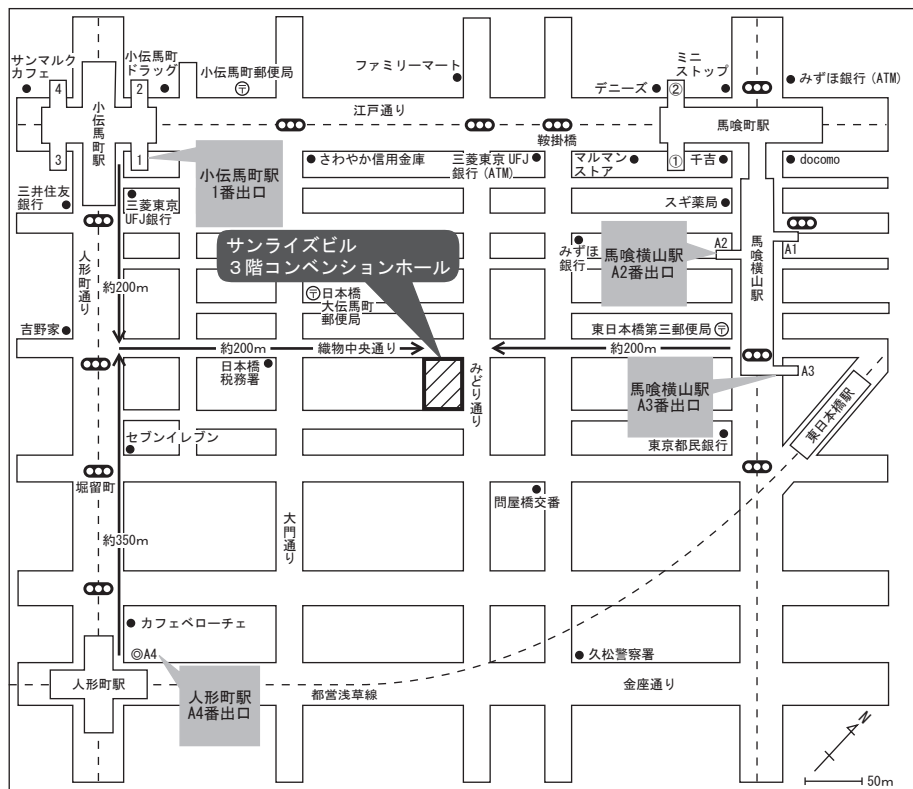 サンマルク
カフェ
4
小伝馬町
ドラッグ
2
小伝馬町郵便局
〒
ファミリーマート
デニーズ
②
ミニ
ストップ
みずほ銀行(ATM)
小伝馬町駅
江戸通り
鞍掛橋
馬喰町駅
3
1
小伝馬町駅
1番出口
さわやか信用金庫
三菱東京UFJ
銀行(ATM)
マルマン
ストア
①
千吉
docomo
三井住友
銀行
三菱東京
UFJ銀行
スギ薬局
人形町通り
約200m
サンライズビル
3階コンベンションホール
みずほ
銀行
A2
馬喰横山駅
A2番出口
馬喰横山駅
A1
〒日本橋
大伝馬町
郵便局
吉野家
東日本橋第三郵便局〒
約200m
織物中央通り
約200m
日本橋
税務署
みどり通り
馬喰横山駅
A3番出口
A3
東日本橋駅
セブンイレブン
東京都民銀行
堀留町
問屋橋交番
大門通り
約350m
カフェベローチェ
◎A4
久松警察署
人形町駅
人形町駅
A4番出口
都営浅草線
金座通り
N
50m